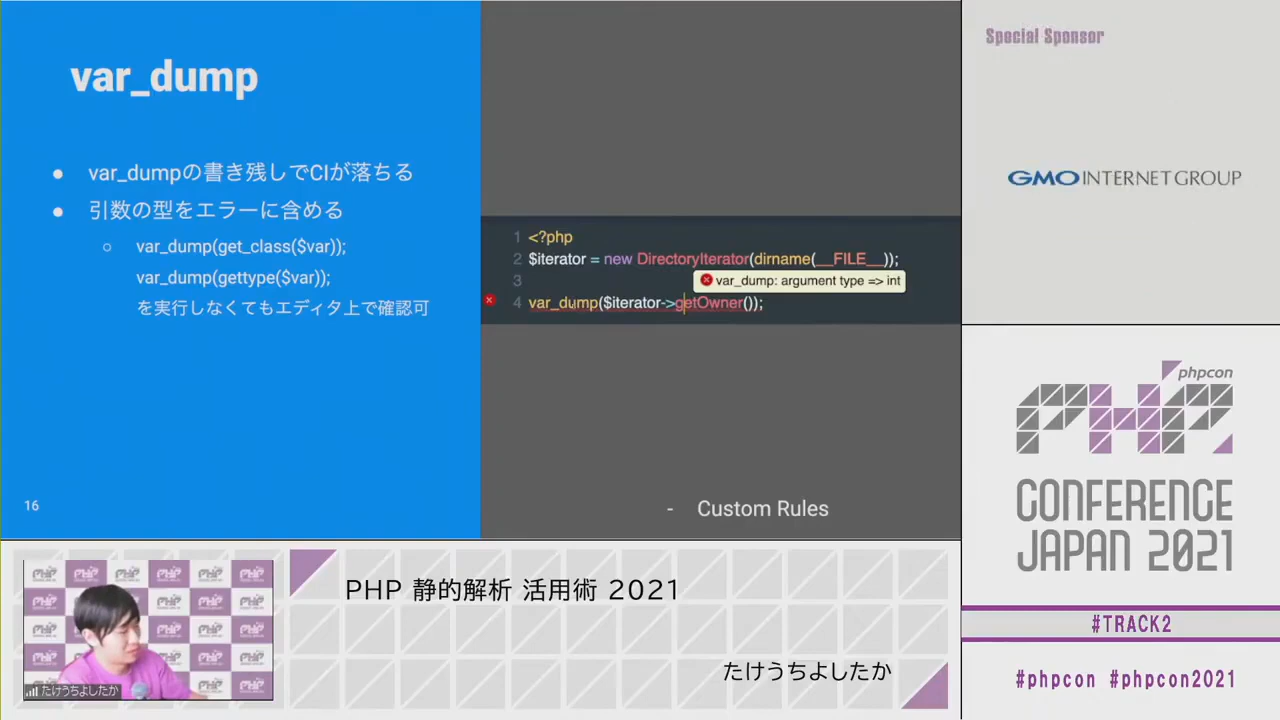 var_dump
● var_dumpの書き残しでCIが落ちる
● 引数の型をエラーに含める
○ var_dump(get_class($var));
var_dump(gettype($var));
を実行しなくてもエディタ上で確認可
16
1 <?php
2 $iterator = new DirectoryIterator(dirname(__FILE__));
3
var_dump: argument type => int
4 var_dump($iterator->getOwner());
- Custom Rules
Special Sponsor
GMO INTERNET GROUP
phpcon
PHP
CONFERENCE
JAPAN 2021
#TRACK2
#phpcon #phpcon2021
PHP 静的解析 活用術 2021
たけうちよしたか
たけうちよしたか